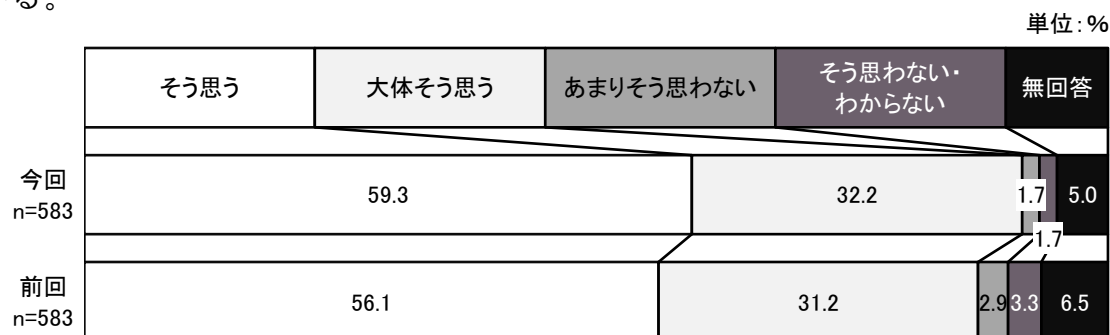 る。
単位:%
そう思う
大体そう思う
あまりそう思わない
そう思わない・
わからない
無回答
今回
n=583
59.3
32.2
1.7
1.7
5.0
前回
n=583
56.1
31.2
2.9
3.3
6.5